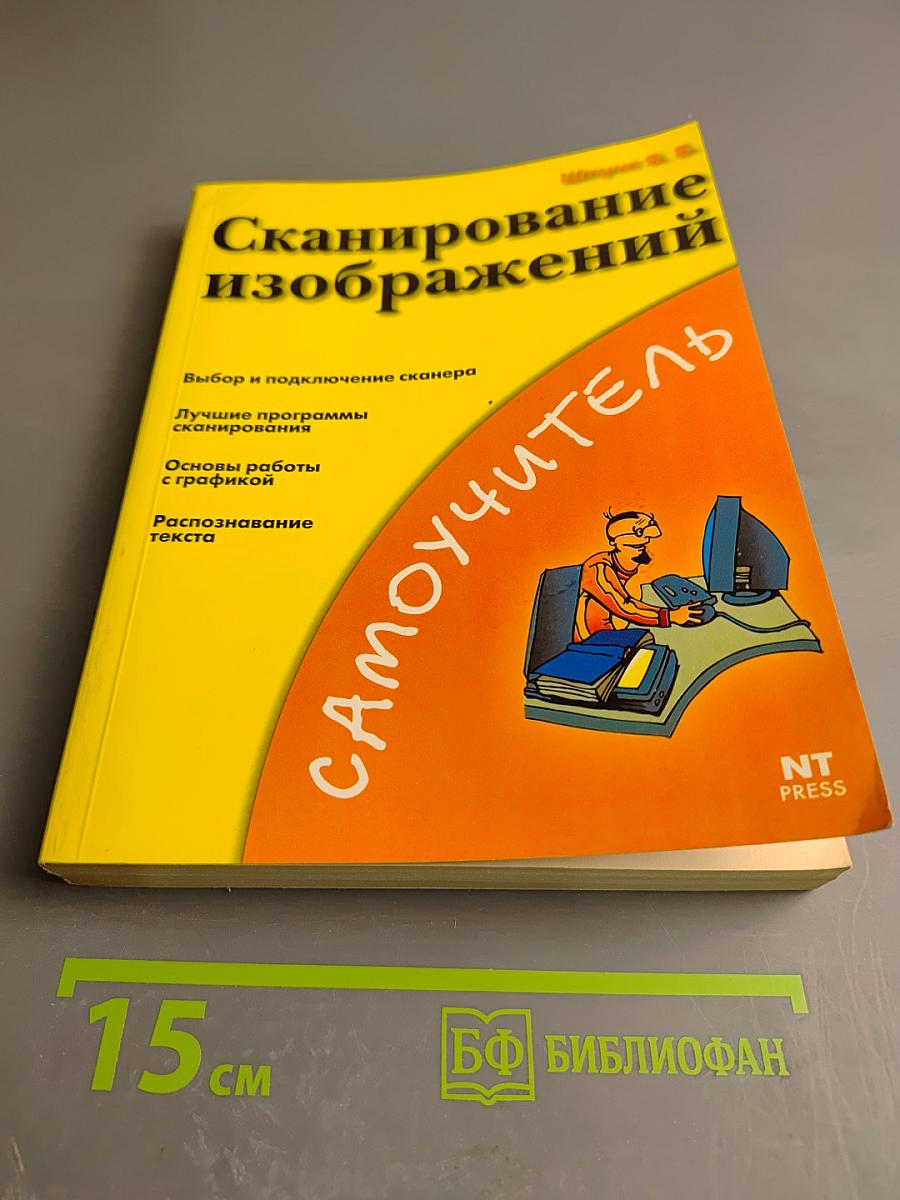 Сканирование
изображений
Выбор и подключение сканера
Лучшие программы
сканирования
Основы работы
с графикой
Распознавание
текста
САМОУЧИТЕЛЬ
NT
PRESS
15 см
БФ БИБЛИОФАН